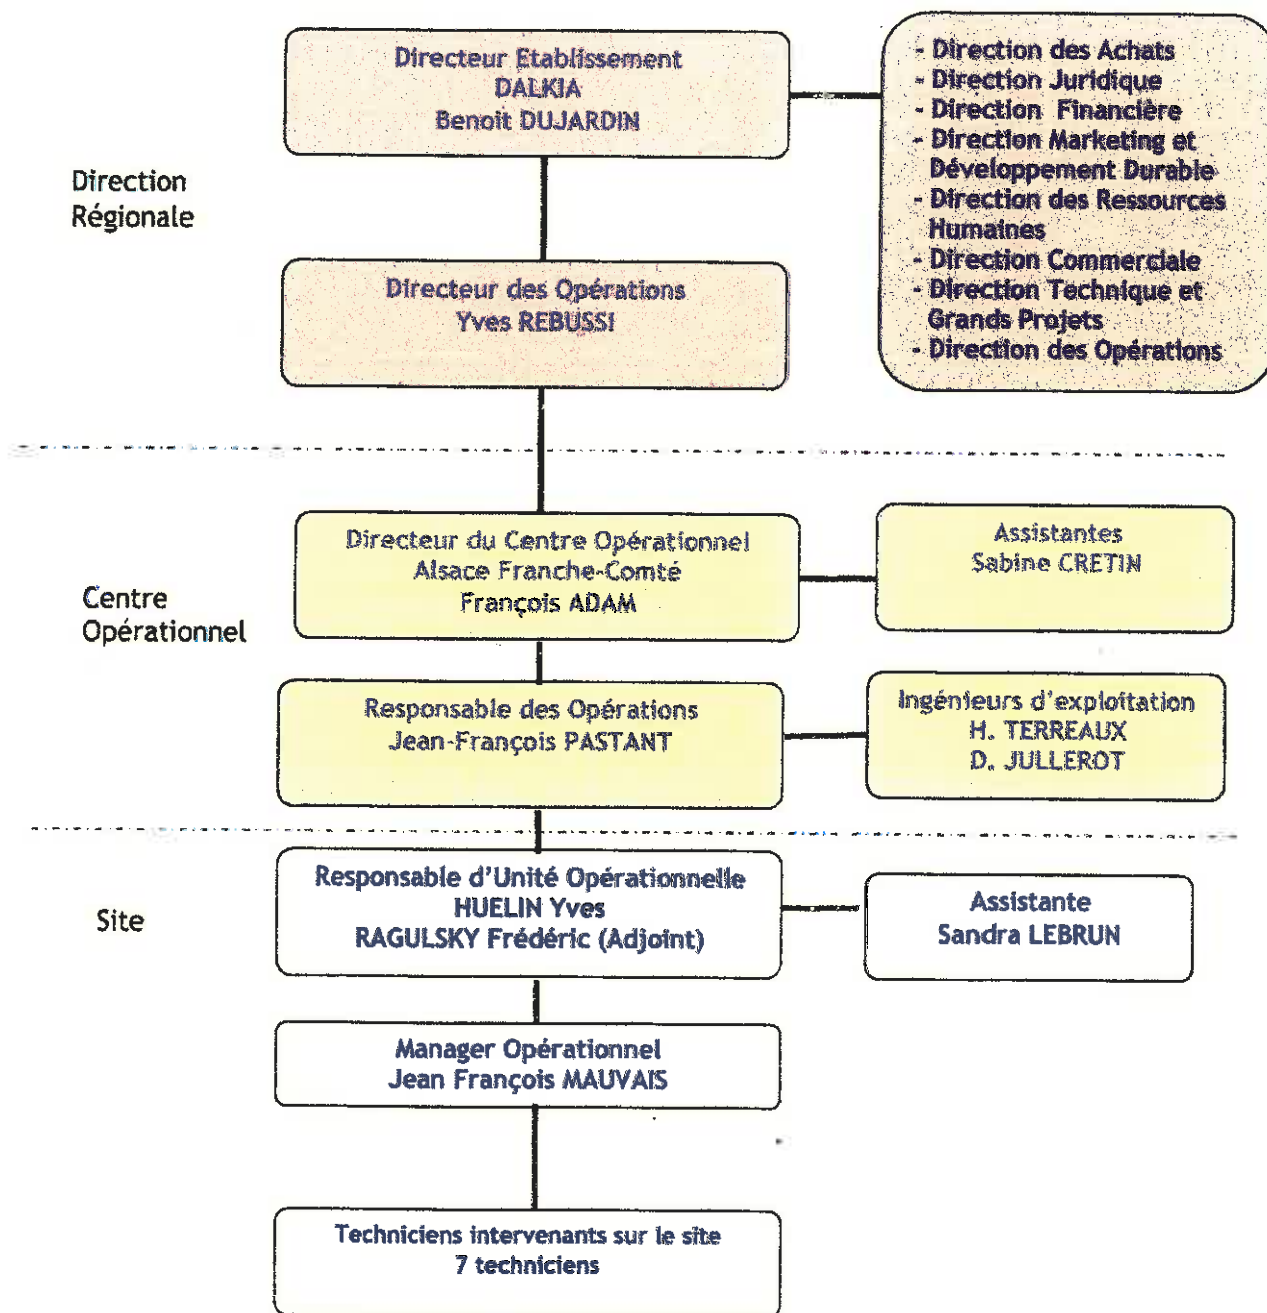 Directeur Etablissement
DALKIA
Benoit DUJARDIN
- Direction des Achats
- Direction Juridique
- Direction Financière
- Direction Marketing et
Développement Durable
- Direction des Ressources
Humaines
- Direction Commerciale
- Direction Technique et
Grands Projets
- Direction des Opérations
Direction
Régionale
Directeur des Opérations
Yves REBUSSI
Directeur du Centre Opérationnel
Alsace Franche-Comté
François ADAM
Assistantes
Sabine CRETIN
Centre
Opérationnel
Responsable des Opérations
Jean-François PASTANT
Ingénieurs d'exploitation
H. TERREAUX
D. JULLEROT
Site
Responsable d'Unité Opérationnelle
HUELIN Yves
RAGULSKY Frédéric (Adjoint)
Assistante
Sandra LEBRUN
Manager Opérationnel
Jean François MAUVAIS
Techniciens intervenants sur le site
7 techniciens